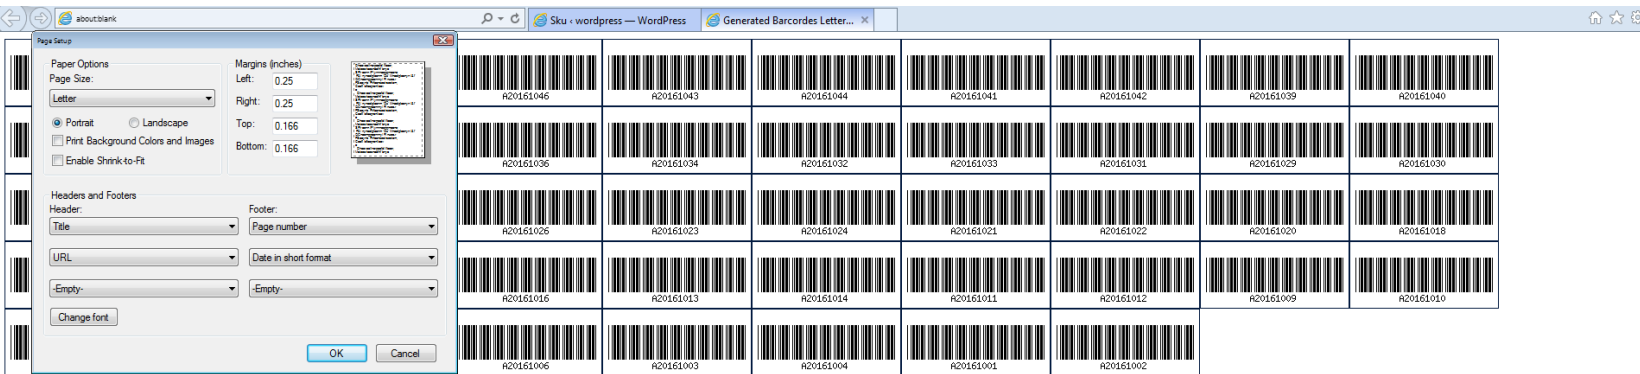 about:blank
Sku ‹ wordpress — WordPress
Generated Barcordes Letter...
Page Setup
Paper Options
Page Size:
Letter
Portrait
Landscape
Print Background Colors and Images
Enable Shrink-to-Fit
Margins (inches)
Left: 0.25
Right: 0.25
Top: 0.166
Bottom: 0.166
Headers and Footers
Header:
Footer:
Title
Page number
URL
Date in short format
-Empty-
-Empty-
Change font
OK
Cancel
A20161046 A20161043 A20161044 A20161041 A20161042 A20161039 A20161040
A20161036 A20161034 A20161032 A20161033 A20161031 A20161029 A20161030
A20161026 A20161023 A20161024 A20161021 A20161022 A20161020 A20161018
A20161016 A20161013 A20161014 A20161011 A20161012 A20161009 A20161010
A20161006 A20161003 A20161004 A20161001 A20161002